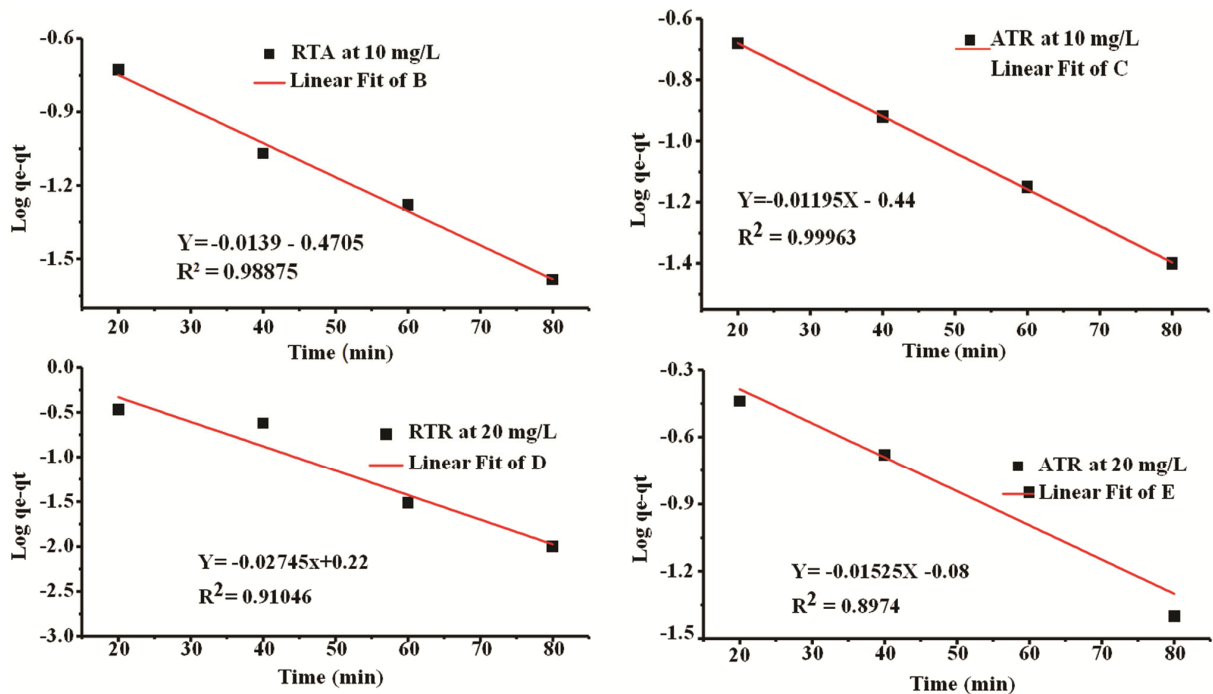 -0.6
-0.9
-1.2
-1.5
Log qe-qt
RTA at 10 mg/L
Linear Fit of B
Y= -0.0139 - 0.4705
R² = 0.98875
20 30 40 50 60 70 80
Time (min)
-0.6
-0.8
-1.0
-1.2
-1.4
Log qe-qt
ATR at 10 mg/L
Linear Fit of C
Y=-0.01195X - 0.44
R² = 0.99963
20 30 40 50 60 70 80
Time (min)
0.0
-0.5
-1.0
-1.5
-2.0
-2.5
-3.0
Log qe-qt
RTR at 20 mg/L
Linear Fit of D
Y= -0.02745x+0.22
R² = 0.91046
20 30 40 50 60 70 80
Time (min)
-0.3
-0.6
-0.9
-1.2
-1.5
Log qe-qt
ATR at 20 mg/L
Linear Fit of E
Y= -0.01525X -0.08
R² = 0.8974
20 30 40 50 60 70 80
Time (min)